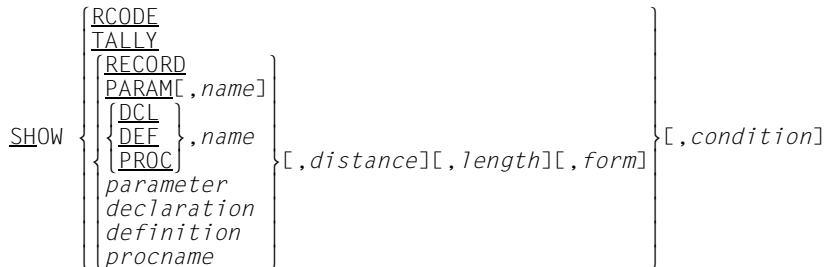 RCODE
TALLY
RECORD
PARAM[,name]
DCL
SHOW DEF ,name [,condition]
PROC [,distance][,length][,form]
parameter
declaration
definition
procname